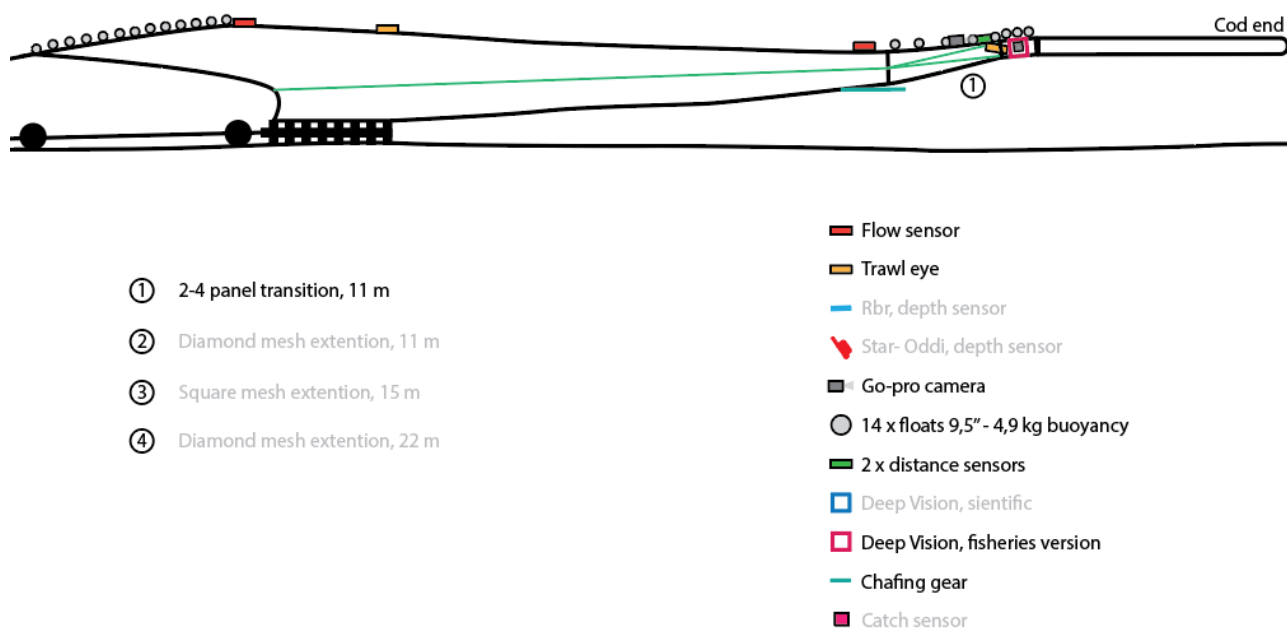 Cod end
①
① 2-4 panel transition, 11 m
② Diamond mesh extention, 11 m
③ Square mesh extention, 15 m
④ Diamond mesh extention, 22 m
Flow sensor
Trawl eye
Rbr, depth sensor
Star- Oddi, depth sensor
Go-pro camera
14 x floats 9,5” - 4,9 kg buoyancy
2 x distance sensors
Deep Vision, sientific
Deep Vision, fisheries version
Chafing gear
Catch sensor